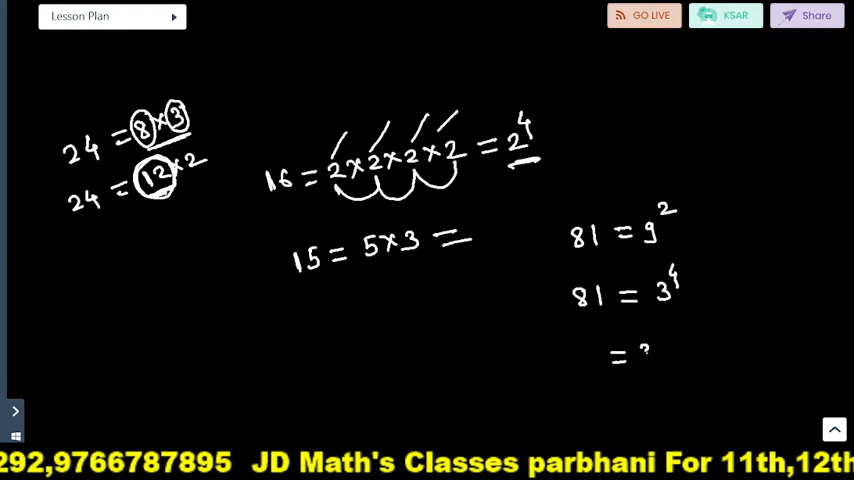 Lesson Plan
GO LIVE
KSAR
Share
24 = 8 × 3
24 = 12 × 2
16 = 2 × 2 × 2 × 2 = 2⁴
15 = 5 × 3 =
81 = 9²
81 = 3⁴
=
292,9766787895 JD Math's Classes parbhani For 11th,12th